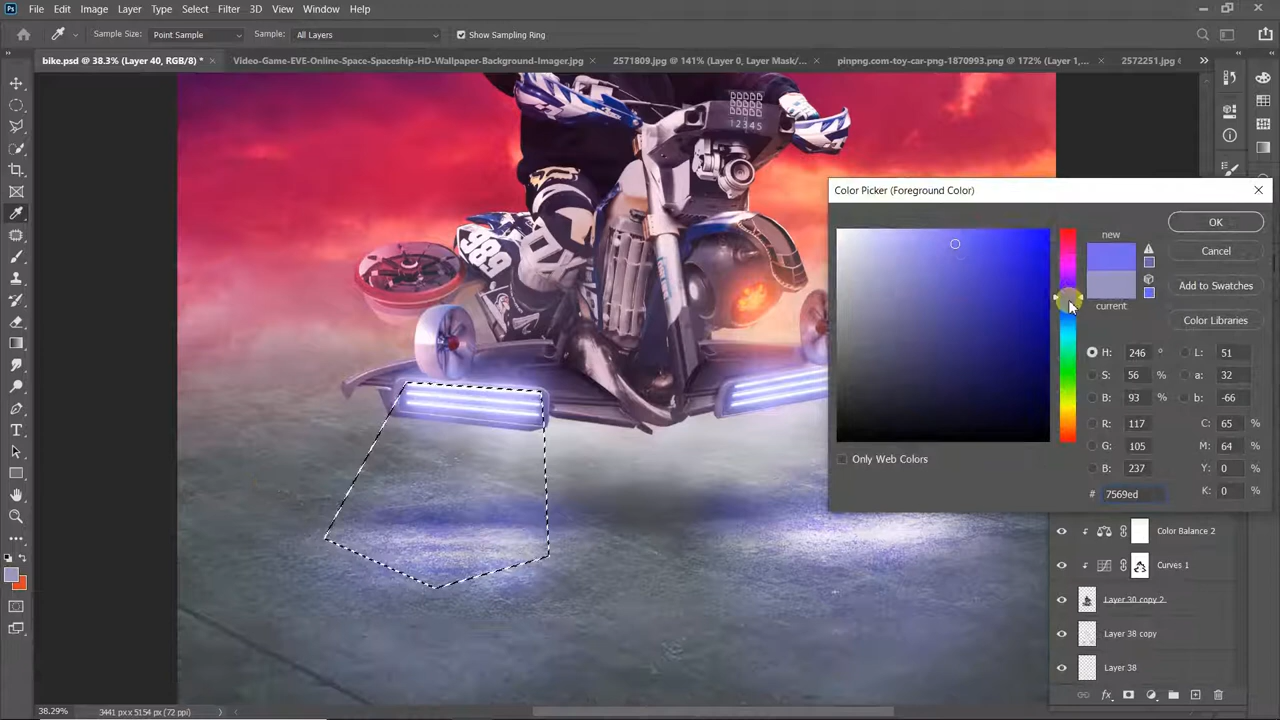 Ps File Edit Image Layer Type Select Filter 3D View Window Help
Sample Size: Point Sample Sample: All Layers Show Sampling Ring
bike.psd @ 38.3% (Layer 40, RGB/8) * Video-Game-EVE-Online-Space-Spaceship-HD-Wallpaper-Background-Imager.jpg 2571809.jpg @ 141% (Layer 0, Layer Mask/... pinpng.com-toy-car-png-1870993.png @ 172% (Layer 1,... 2572251.jpg
12345
989
Color Picker (Foreground Color)
new
current
OK
Cancel
Add to Swatches
Color Libraries
H: 246 ° L: 51
S: 56 % a: 32
B: 93 % b: -66
R: 117 C: 65 %
G: 105 M: 64 %
B: 237 Y: 0 %
# 7569ed K: 0 %
Only Web Colors
Color Balance 2
Curves 1
Layer 30 copy 2
Layer 38 copy
Layer 38
38.29% 3441 px x 5154 px (72 ppi)